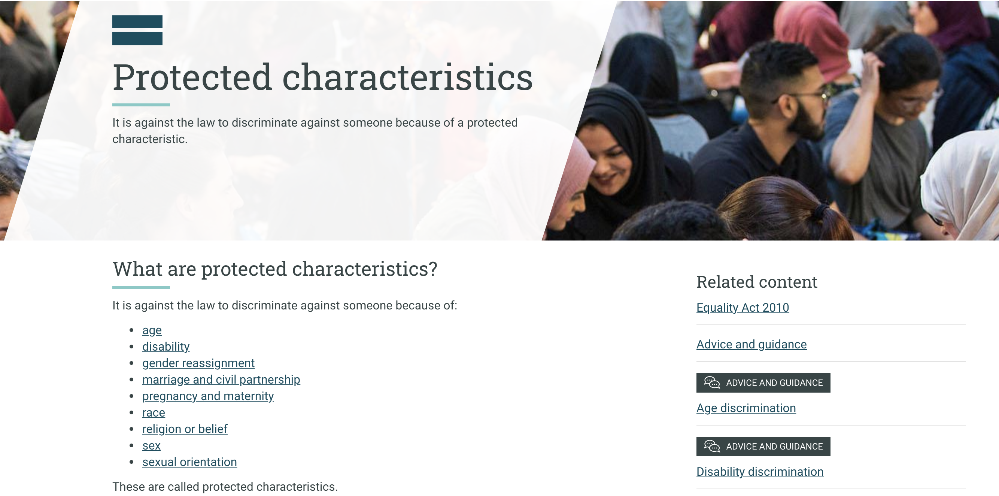 Protected characteristics
It is against the law to discriminate against someone because of a protected
characteristic.
What are protected characteristics?
It is against the law to discriminate against someone because of:
age
disability
gender reassignment
marriage and civil partnership
pregnancy and maternity
race
religion or belief
sex
sexual orientation
These are called protected characteristics.
Related content
Equality Act 2010
Advice and guidance
ADVICE AND GUIDANCE
Age discrimination
ADVICE AND GUIDANCE
Disability discrimination